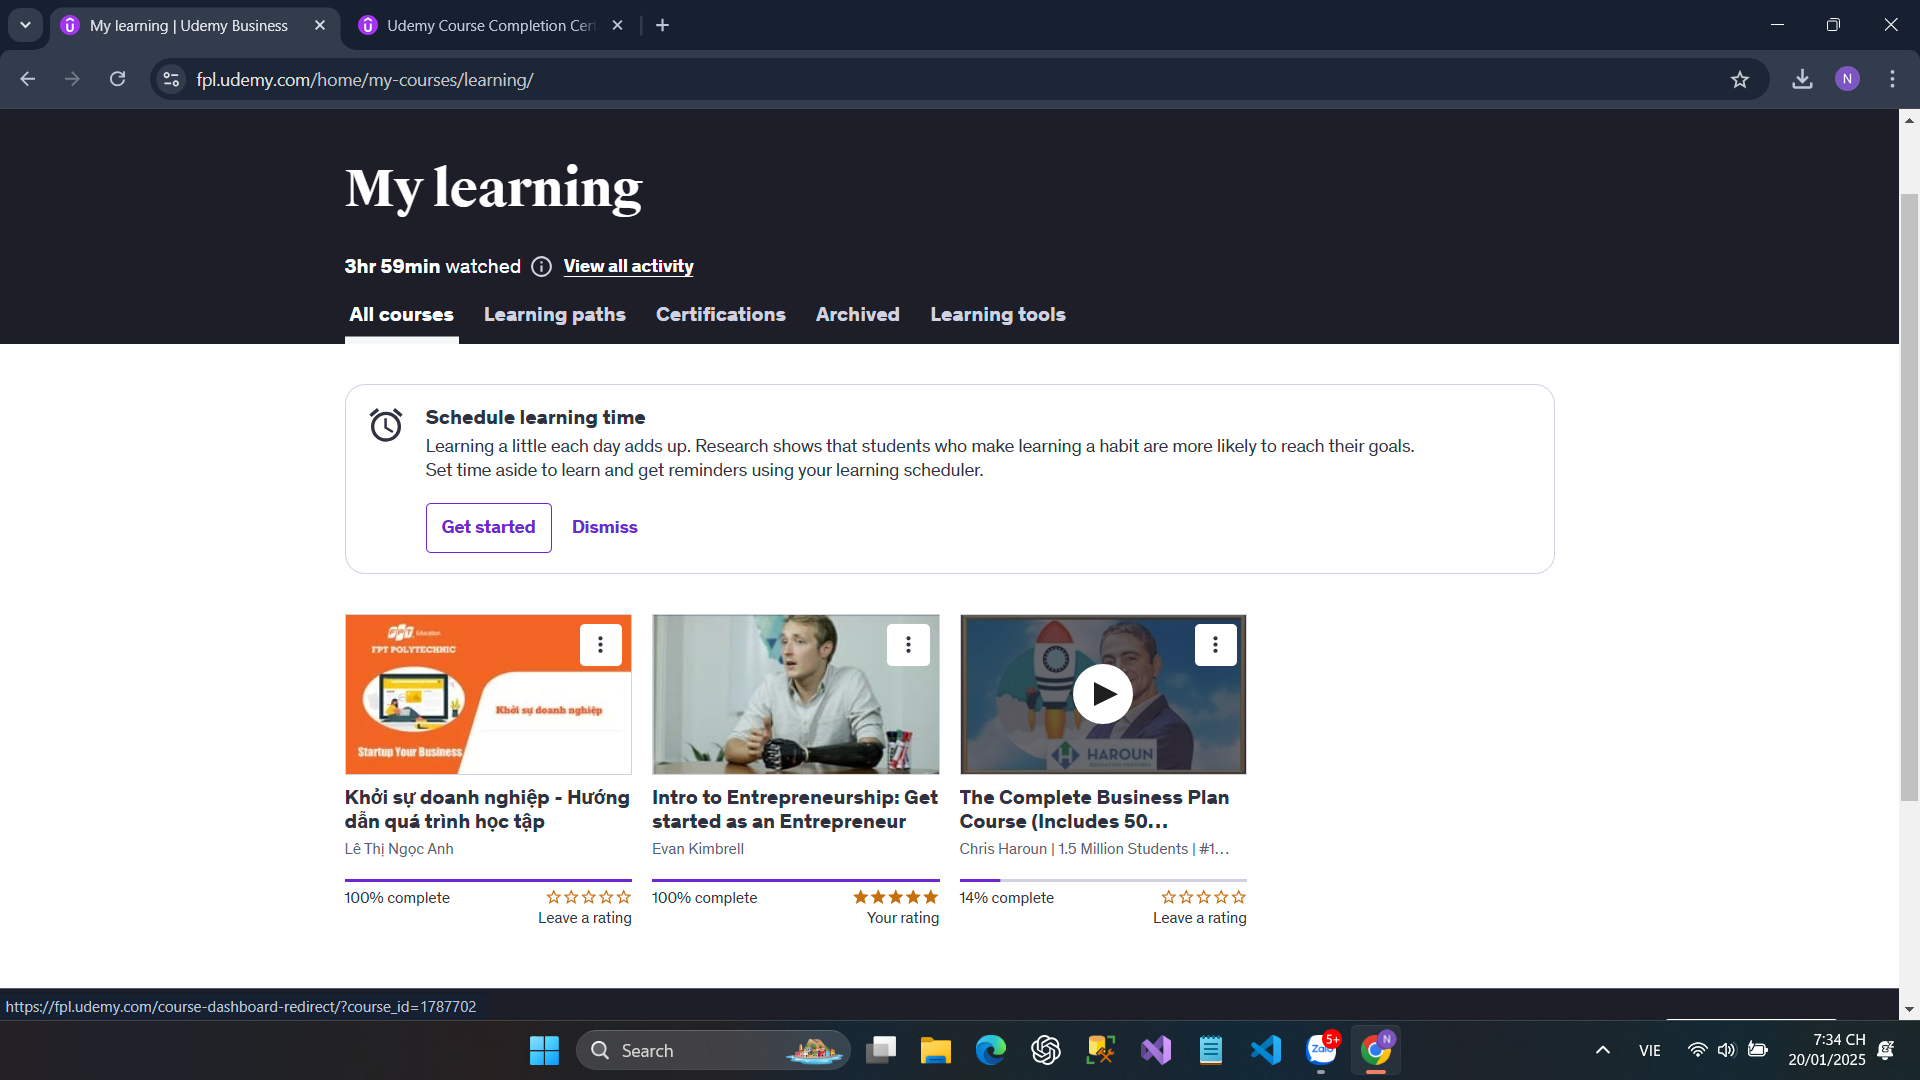 My learning | Udemy Business
Udemy Course Completion Cert
fpl.udemy.com/home/my-courses/learning/
N
My learning
3hr 59min watched View all activity
All courses Learning paths Certifications Archived Learning tools
Schedule learning time
Learning a little each day adds up. Research shows that students who make learning a habit are more likely to reach their goals.
Set time aside to learn and get reminders using your learning scheduler.
Get started Dismiss
FPT Education
FPT POLYTECHNIC
Khởi sự doanh nghiệp
Startup Your Business
HAROUN
Khởi sự doanh nghiệp - Hướng
dẫn quá trình học tập
Lê Thị Ngọc Anh
100% complete
Leave a rating
Intro to Entrepreneurship: Get
started as an Entrepreneur
Evan Kimbrell
100% complete
Your rating
The Complete Business Plan
Course (Includes 50...
Chris Haroun | 1.5 Million Students | #1...
14% complete
Leave a rating
https://fpl.udemy.com/course-dashboard-redirect/?course_id=1787702
Search
Zalo
5+
N
VIE
7:34 CH
20/01/2025